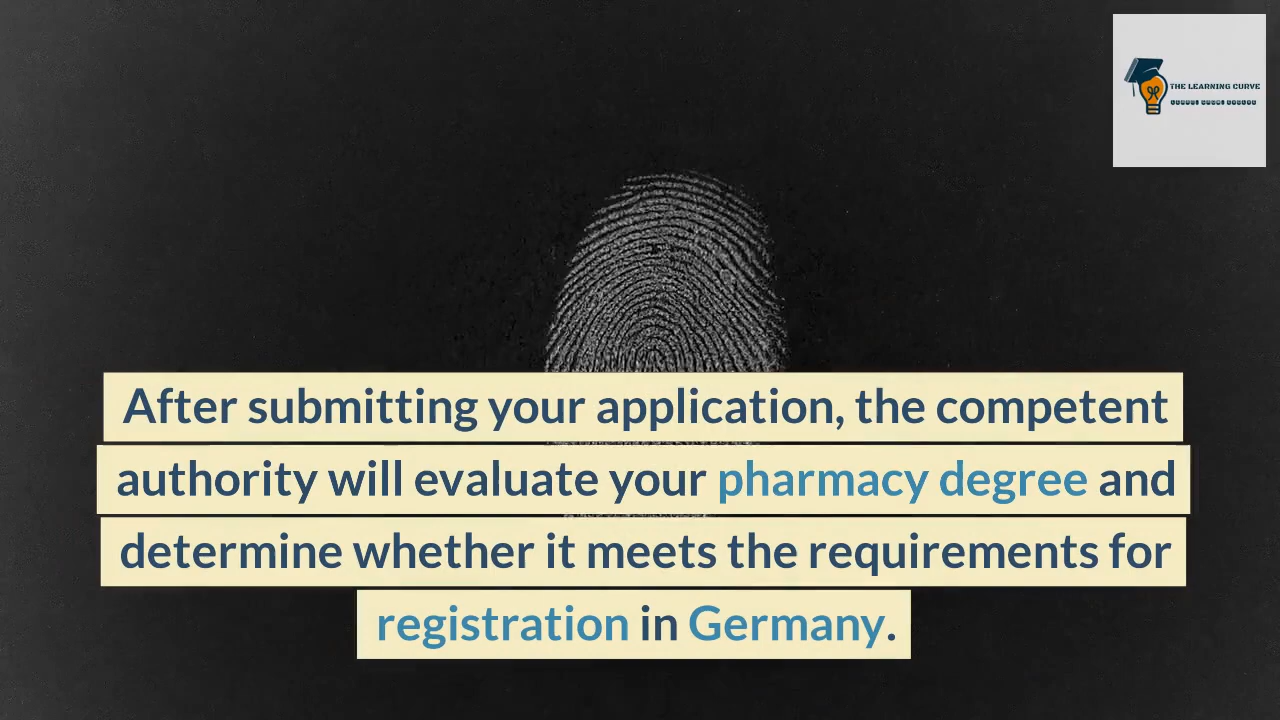 THE LEARNING CURVE
After submitting your application, the competent
authority will evaluate your pharmacy degree and
determine whether it meets the requirements for
registration in Germany.